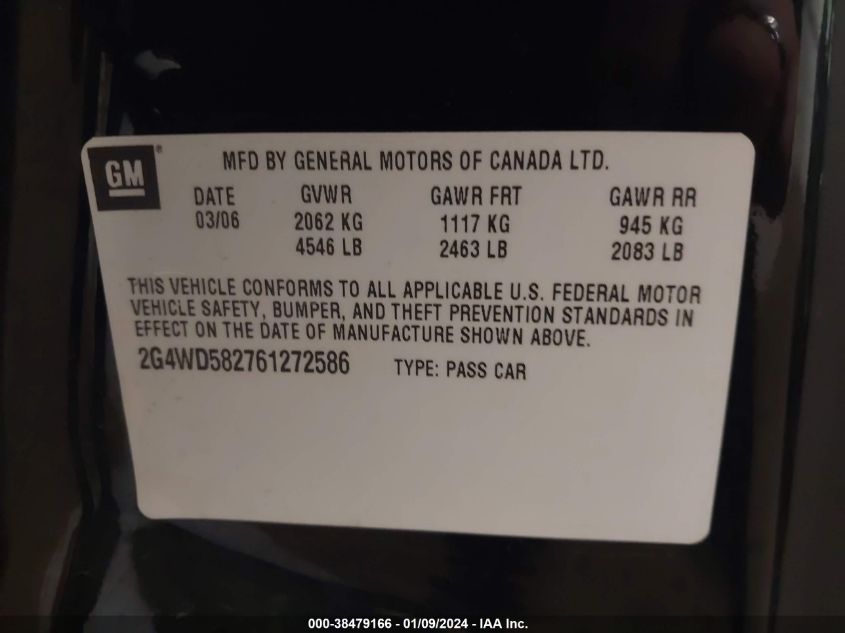 GM®
MFD BY GENERAL MOTORS OF CANADA LTD.
DATE GVWR GAWR FRT GAWR RR
03/06 2062 KG 1117 KG 945 KG
4546 LB 2463 LB 2083 LB
THIS VEHICLE CONFORMS TO ALL APPLICABLE U.S. FEDERAL MOTOR
VEHICLE SAFETY, BUMPER, AND THEFT PREVENTION STANDARDS IN
EFFECT ON THE DATE OF MANUFACTURE SHOWN ABOVE.
2G4WD582761272586 TYPE: PASS CAR
000-38479166 - 01/09/2024 - IAA Inc.